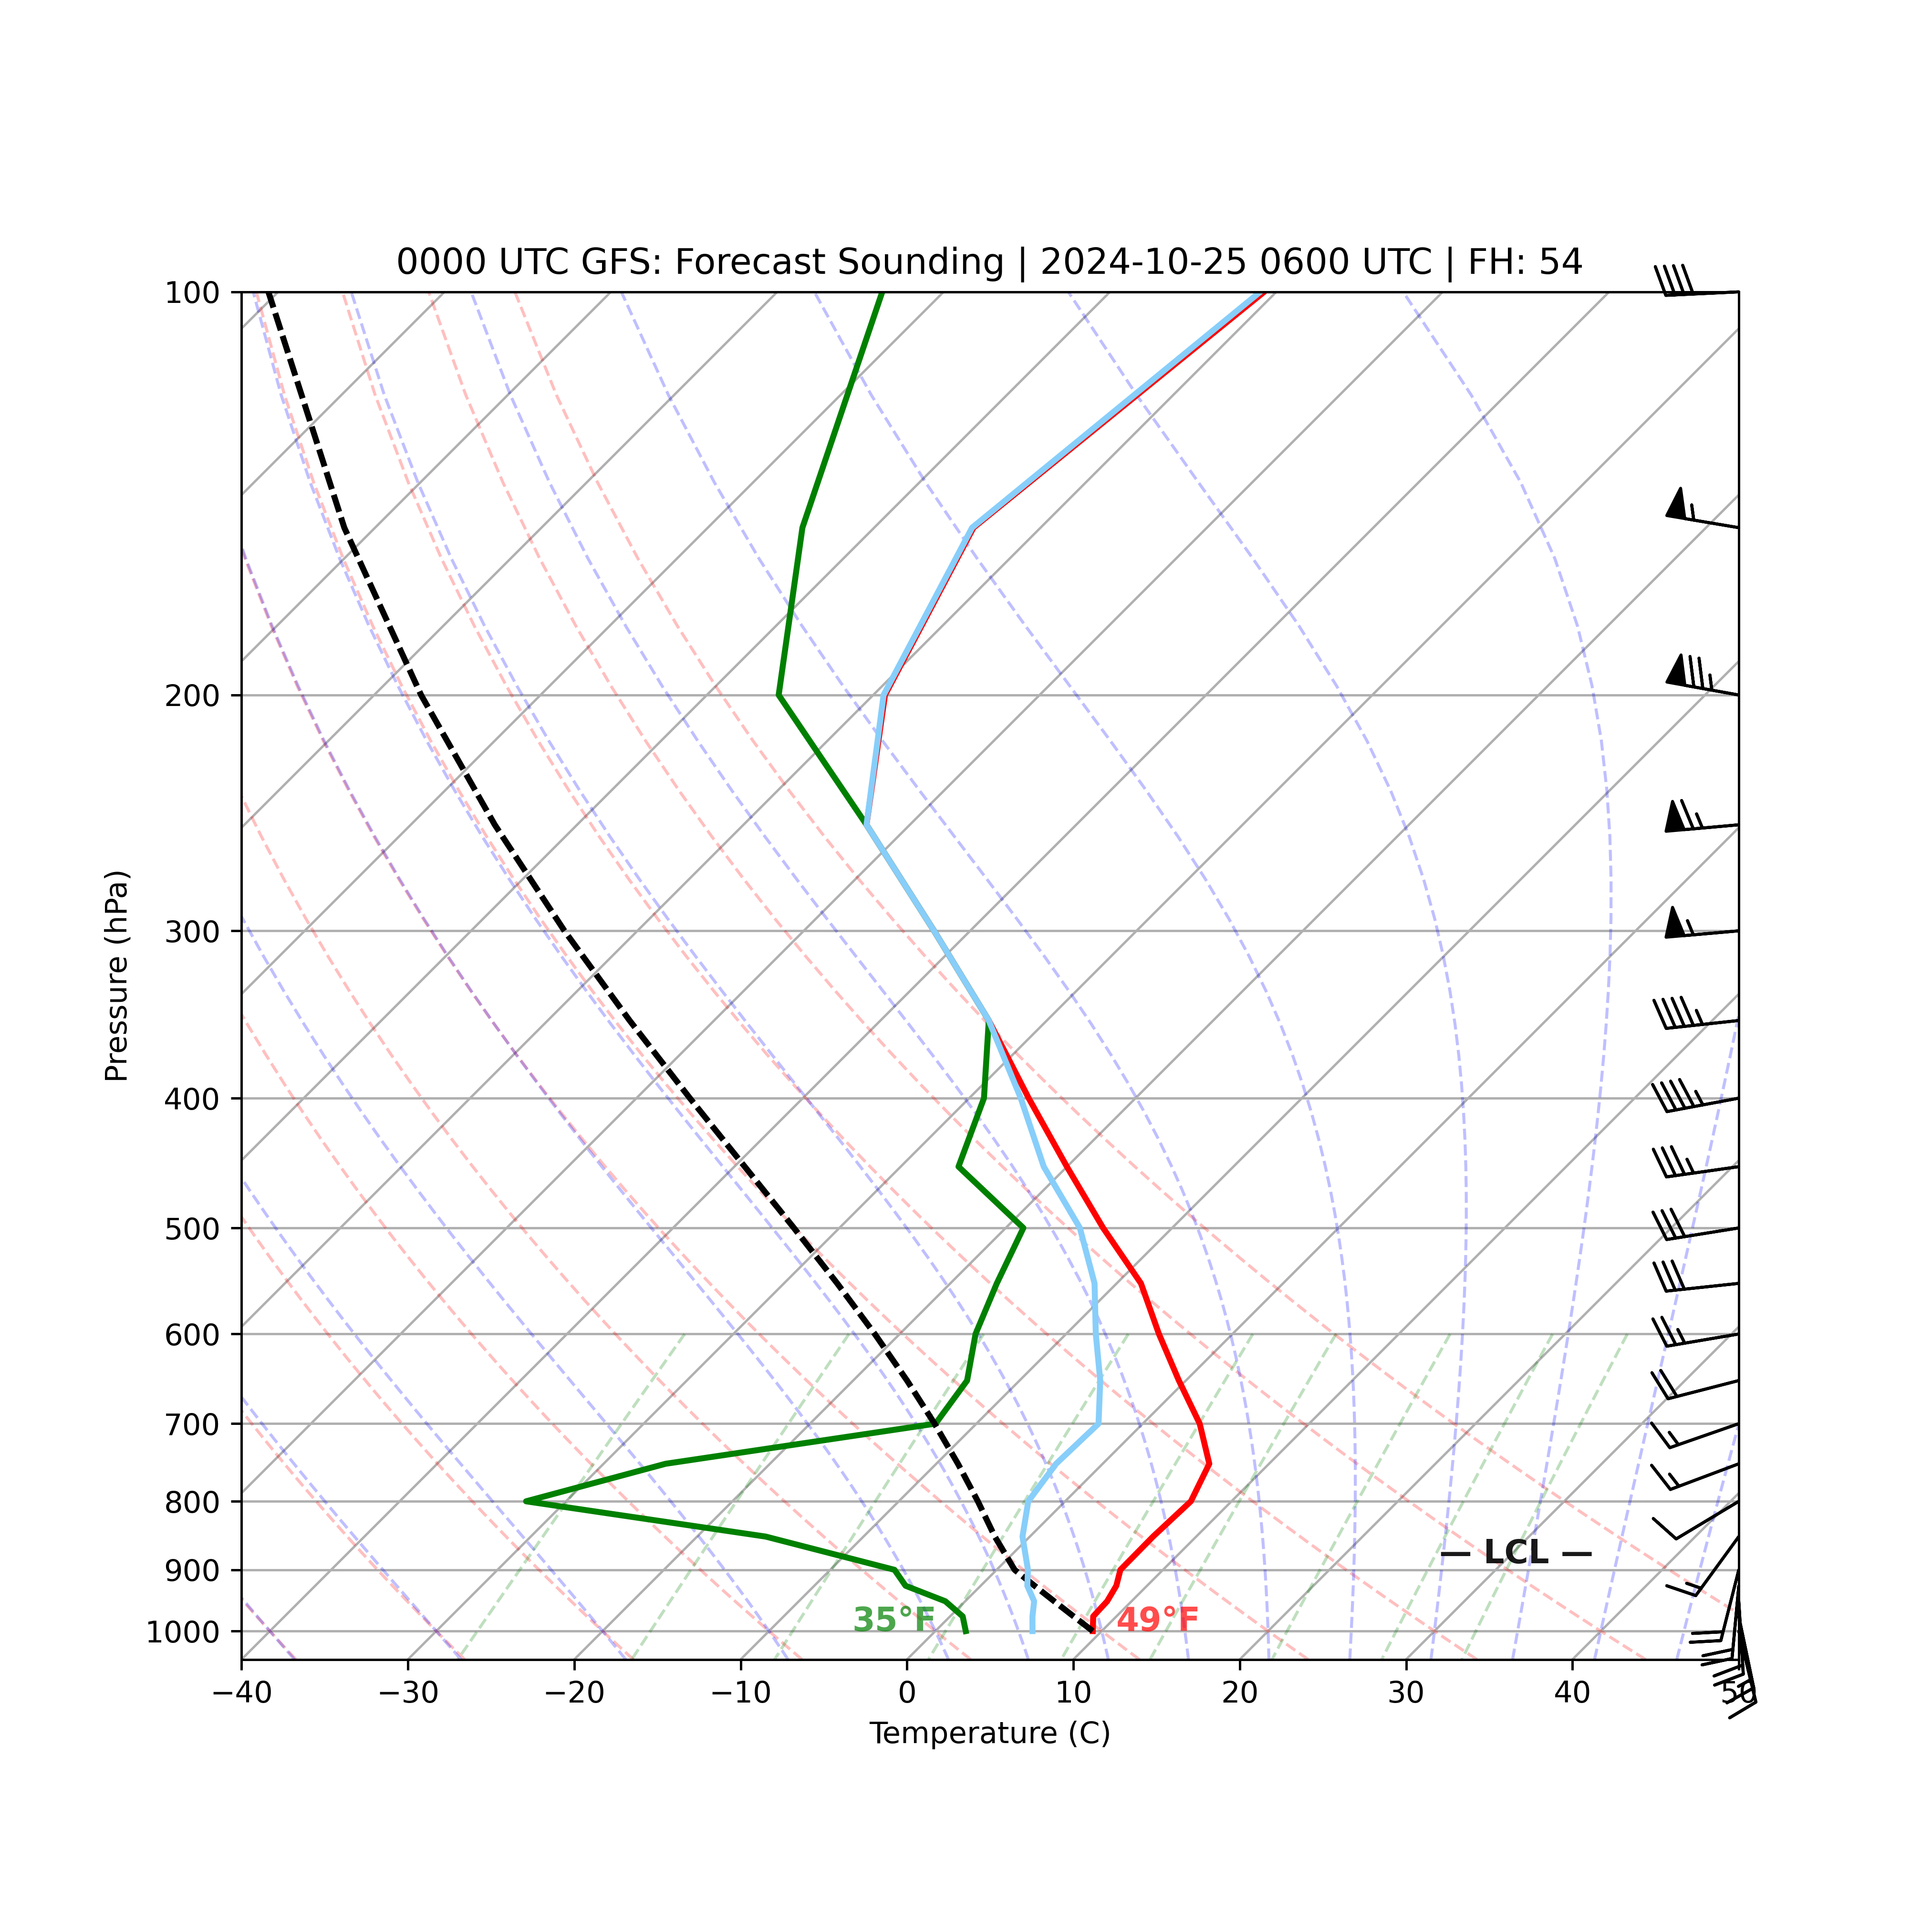 0000 UTC GFS: Forecast Sounding | 2024-10-25 0600 UTC | FH: 54
100
200
300
400
500
600
700
800
900
1000
Pressure (hPa)
— LCL —
35°F
49°F
−40 −30 −20 −10 0 10 20 30 40 50
Temperature (C)